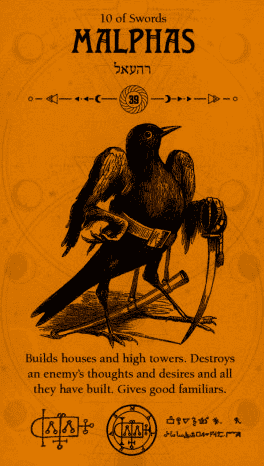 10 of Swords
MALPHAS
רהעאל
39
Builds houses and high towers. Destroys
an enemy's thoughts and desires and all
they have built. Gives good familiars.